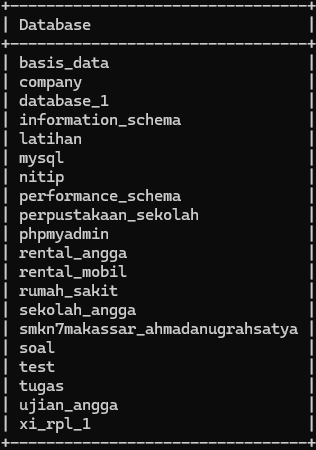 Database
basis_data
company
database_1
information_schema
latihan
mysql
nitip
performance_schema
perpustakaan_sekolah
phpmyadmin
rental_angga
rental_mobil
rumah_sakit
sekolah_angga
smkn7makassar_ahmadanugrahsatya
soal
test
tugas
ujian_angga
xi_rpl_1